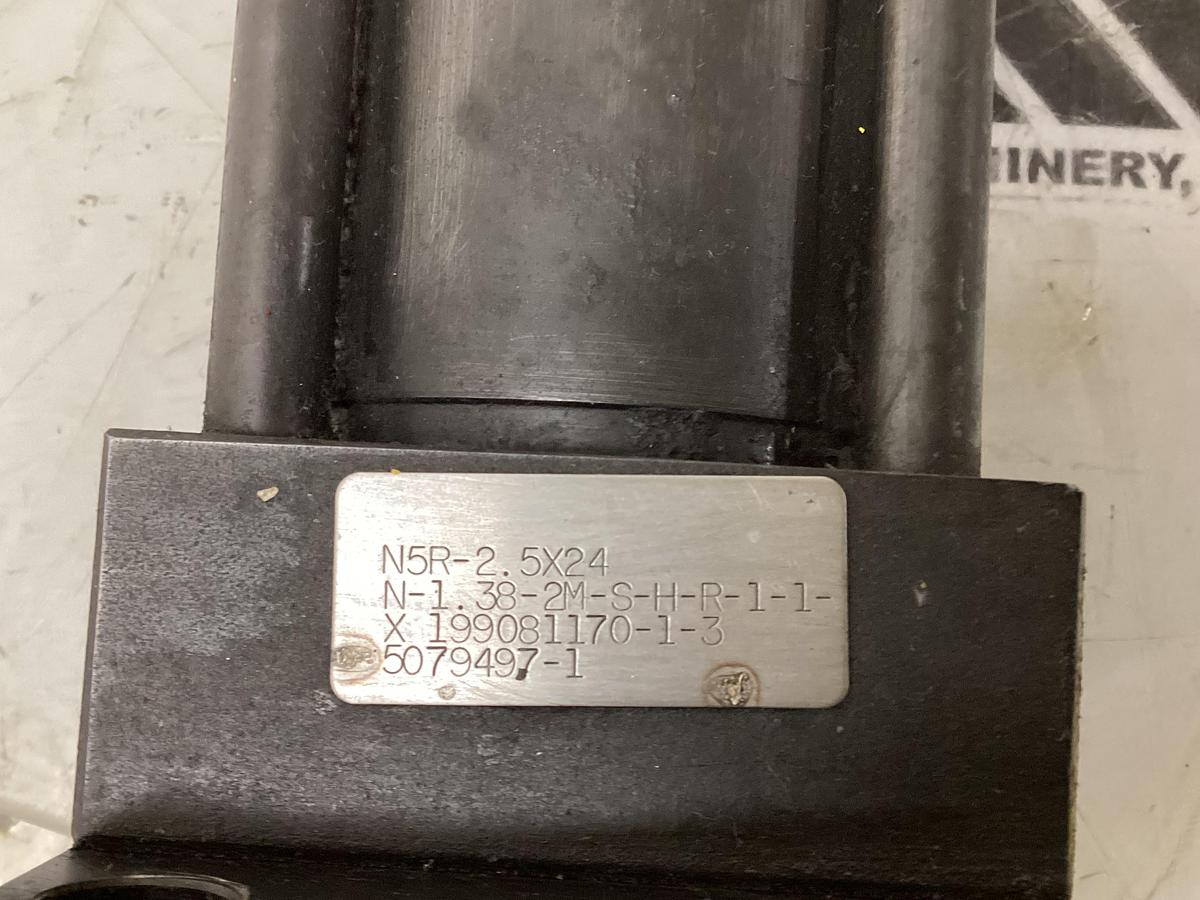 INERY,
N5R-2.5X24
N-1.38-2M-S-H-R-1-1-
X 199081170-1-3
5079497-1